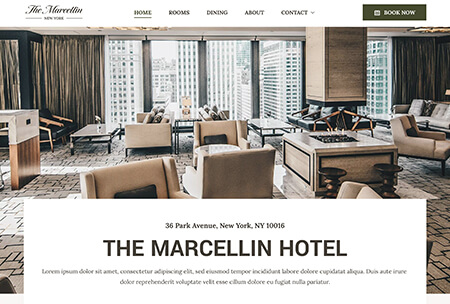 The Marcellin
NEW YORK
HOME ROOMS DINING ABOUT CONTACT
BOOK NOW
36 Park Avenue, New York, NY 10016
THE MARCELLIN HOTEL
Lorem ipsum dolor sit amet, consectetur adipiscing elit, sed eiusmod tempor incididunt labore et dolore cupidatat aliqua. Duis aute irure
dolor reprehenderit voluptate velit esse cillum dolore eu fugiat nulla pariatur.